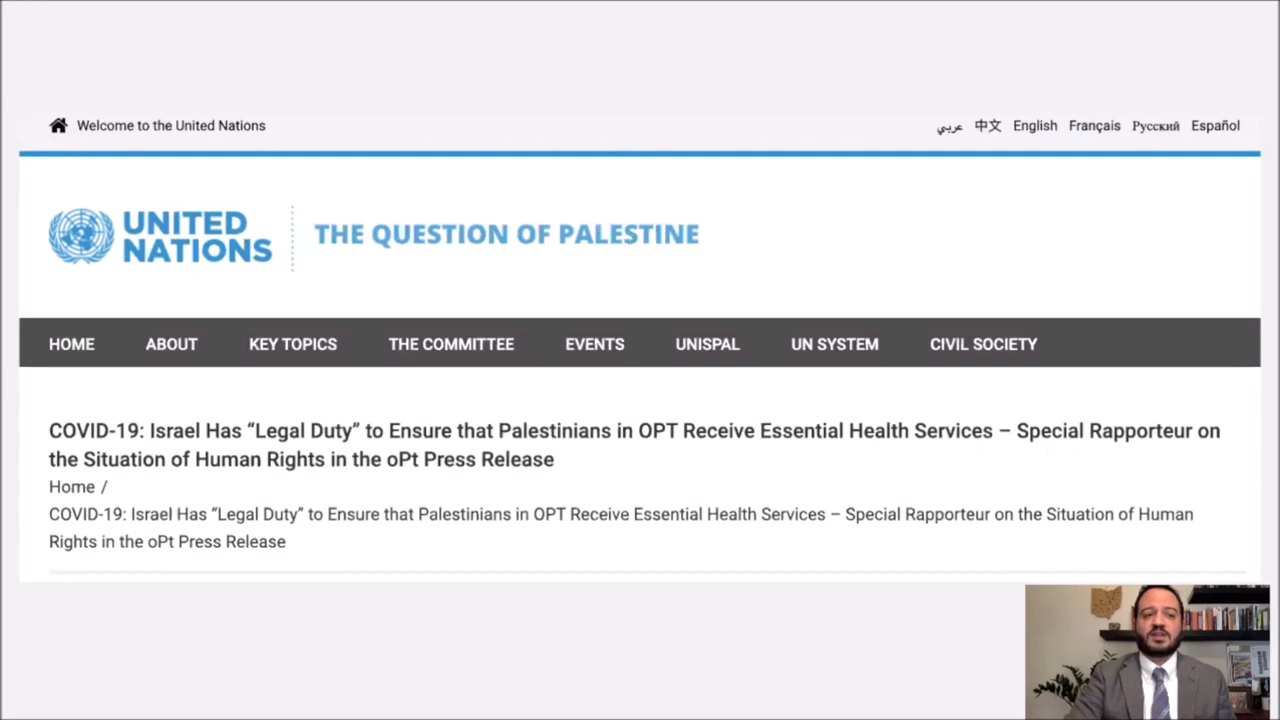 Welcome to the United Nations
عربي 中文 English Français Русский Español
UNITED
NATIONS
THE QUESTION OF PALESTINE
HOME ABOUT KEY TOPICS THE COMMITTEE EVENTS UNISPAL UN SYSTEM CIVIL SOCIETY
COVID-19: Israel Has “Legal Duty” to Ensure that Palestinians in OPT Receive Essential Health Services – Special Rapporteur on
the Situation of Human Rights in the oPt Press Release
Home /
COVID-19: Israel Has “Legal Duty” to Ensure that Palestinians in OPT Receive Essential Health Services – Special Rapporteur on the Situation of Human
Rights in the oPt Press Release